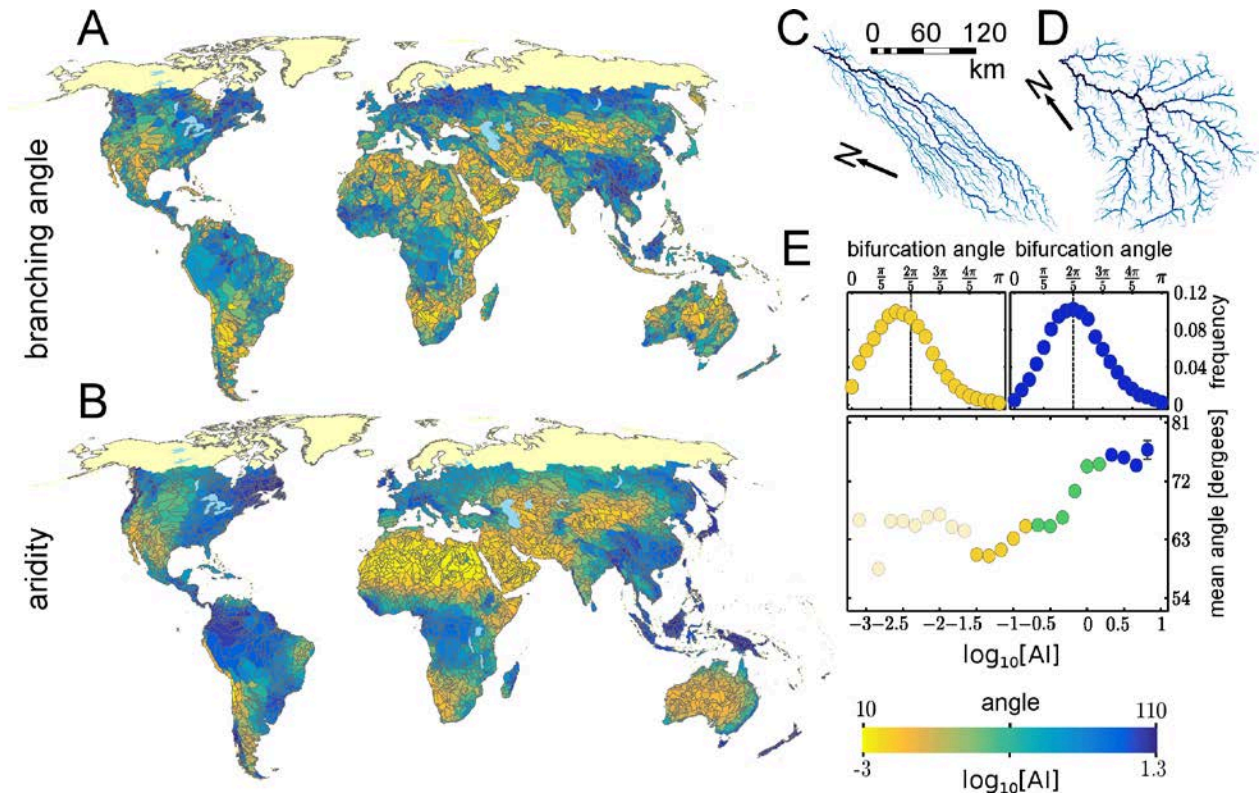 A
branching angle
B
aridity
C
0 60 120
km
N
D
N
E
bifurcation angle
0 π/5 2π/5 3π/5 4π/5 π
bifurcation angle
0 π/5 2π/5 3π/5 4π/5 π
0.12
0.04
0
frequency
81
72
63
54
mean angle [dergees]
-3 -2.5 -2 -1.5 -1 -0.5 0 0.5 1
log₁₀[AI]
angle
10 110
-3 1.3
log₁₀[AI]